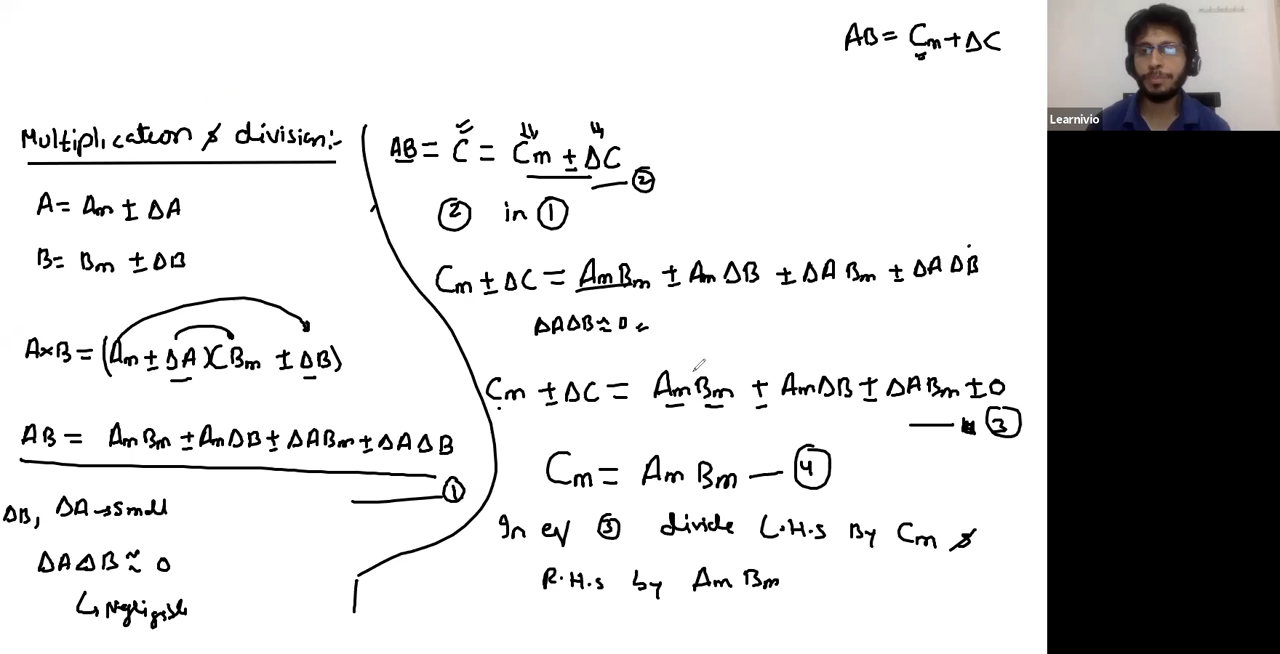 AB = Cm + ΔC
Multiplication & division:-
A = Am ± ΔA
B = Bm ± ΔB
A×B = (Am ± ΔA)(Bm ± ΔB)
AB = AmBm ± AmΔB ± ΔABm ± ΔAΔB
①
ΔB, ΔA → small
ΔAΔB ≈ 0
↳ Negligible
AB = C = Cm ± ΔC
②
② in ①
Cm ± ΔC = AmBm ± AmΔB ± ΔABm ± ΔAΔB
ΔAΔB ≈ 0
Cm ± ΔC = AmBm ± AmΔB ± ΔABm ± 0
③
Cm = AmBm — ④
In eq ③ divide L.H.S By Cm &
R.H.S by Am Bm
Learnivio